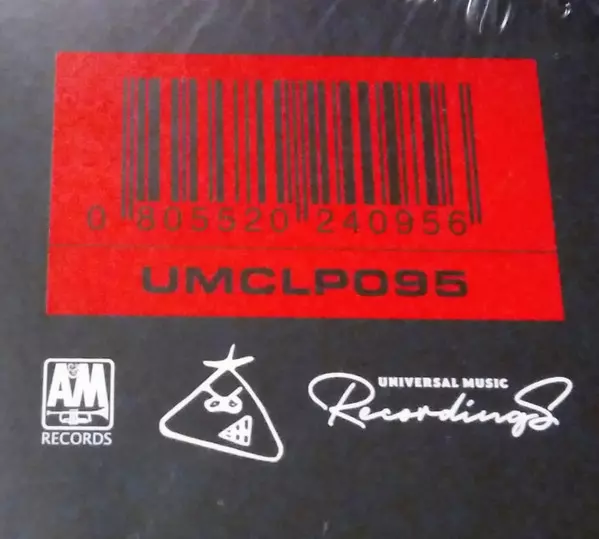 0 805520 240956
UMCLP095
A&M
RECORDS
UNIVERSAL MUSIC
Recordings